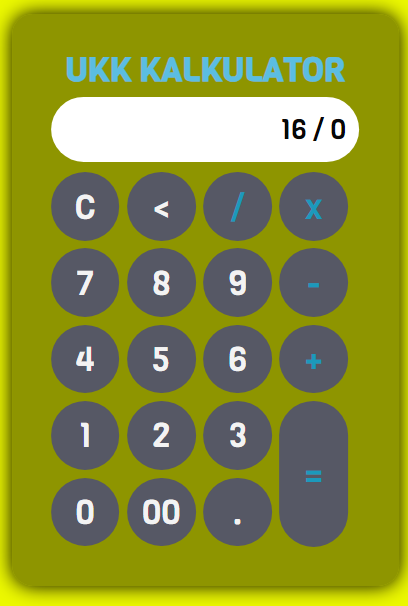 UKK KALKULATOR
16 / 0
C < / x
7 8 9 -
4 5 6 +
1 2 3 =
0 00 .